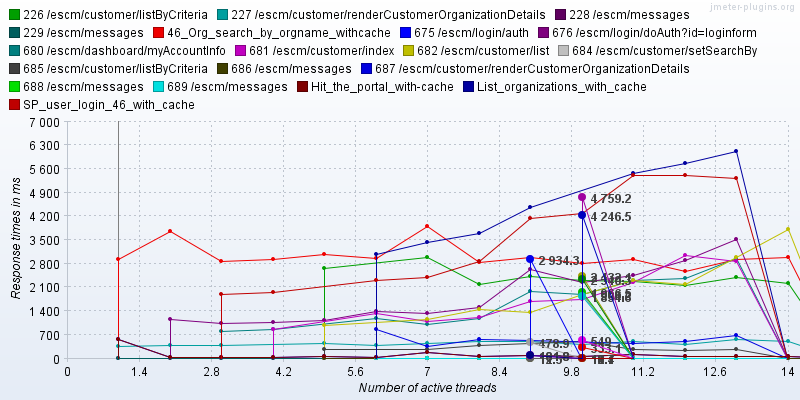 jmeter-plugins.org
226 /escm/customer/listByCriteria 227 /escm/customer/renderCustomerOrganizationDetails 228 /escm/messages
229 /escm/messages 46_Org_search_by_orgname_withcache 675 /escm/login/auth 676 /escm/login/doAuth?id=loginform
680 /escm/dashboard/myAccountInfo 681 /escm/customer/index 682 /escm/customer/list 684 /escm/customer/setSearchBy
685 /escm/customer/listByCriteria 686 /escm/messages 687 /escm/customer/renderCustomerOrganizationDetails
688 /escm/messages 689 /escm/messages Hit_the_portal_with-cache List_organizations_with_cache
SP_user_login_46_with_cache
7 000
6 300
5 600
4 900
4 200
3 500
2 800
2 100
1 400
700
0
Response times in ms
4 759.2
4 246.5
2 934.3
549
478.9
333.1
0 1.4 2.8 4.2 5.6 7 8.4 9.8 11.2 12.6 14
Number of active threads